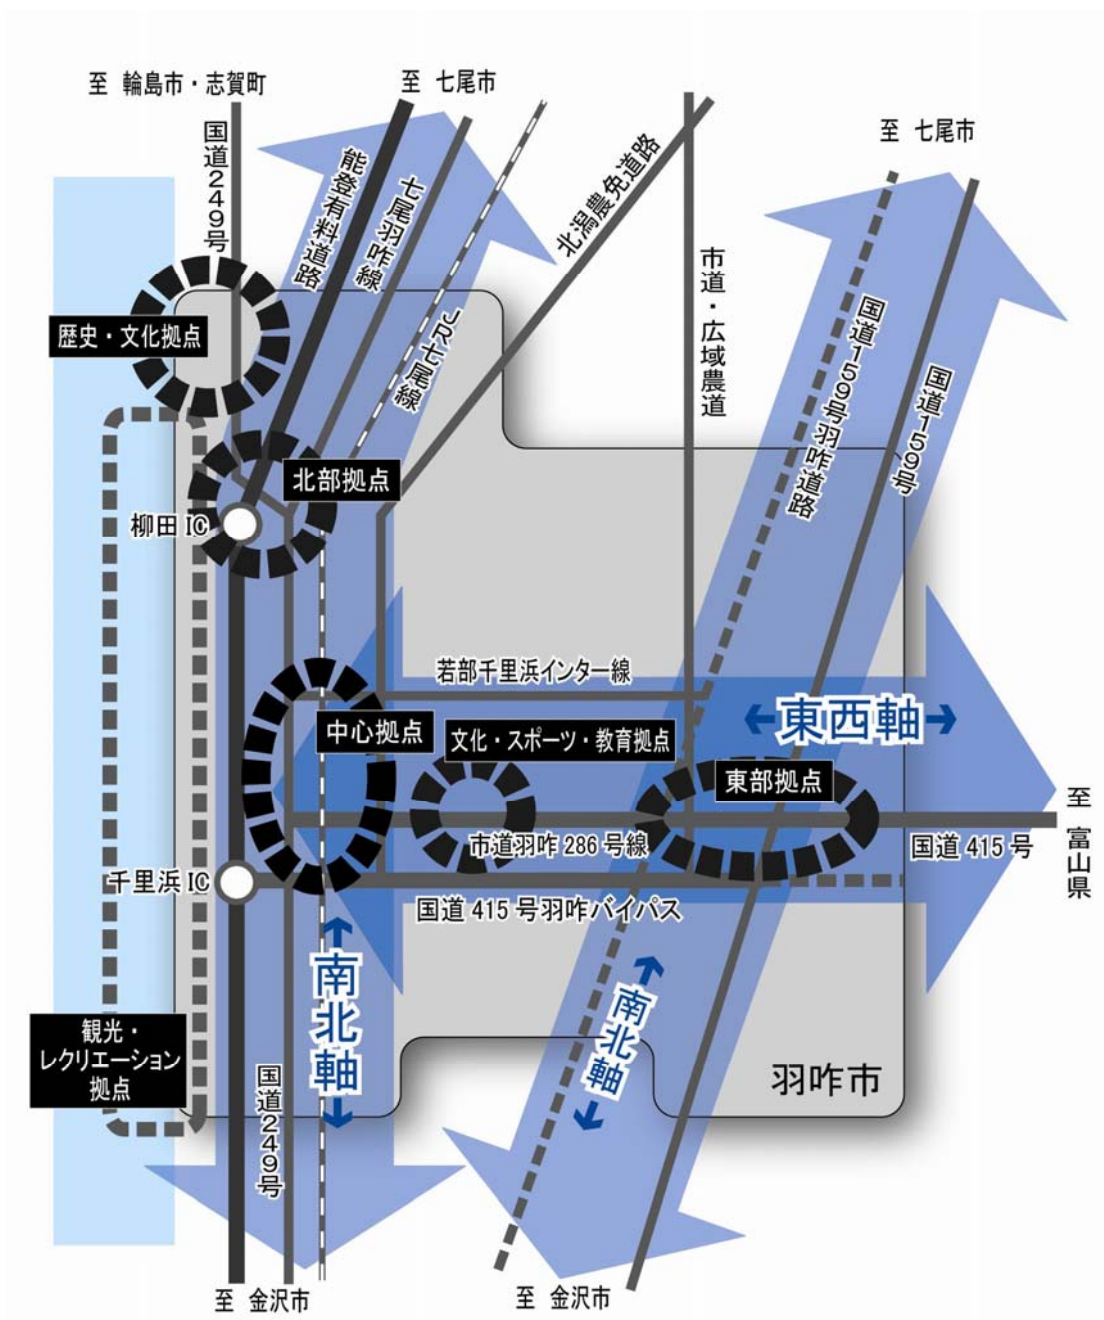 至 輪島市・志賀町
至 七尾市
至 七尾市
国道249号
能登有料道路
七尾羽咋線
JR七尾線
北潟農免道路
市道・広域農道
国道159号羽咋道路
国道159号
歴史・文化拠点
北部拠点
柳田 IC
若部千里浜インター線
東西軸
中心拠点
文化・スポーツ・教育拠点
東部拠点
至 富山県
市道羽咋 286 号線
国道 415 号
千里浜 IC
国道 415 号羽咋バイパス
南北軸
南北軸
観光・
レクリエーション
拠点
国道249号
羽咋市
至 金沢市
至 金沢市